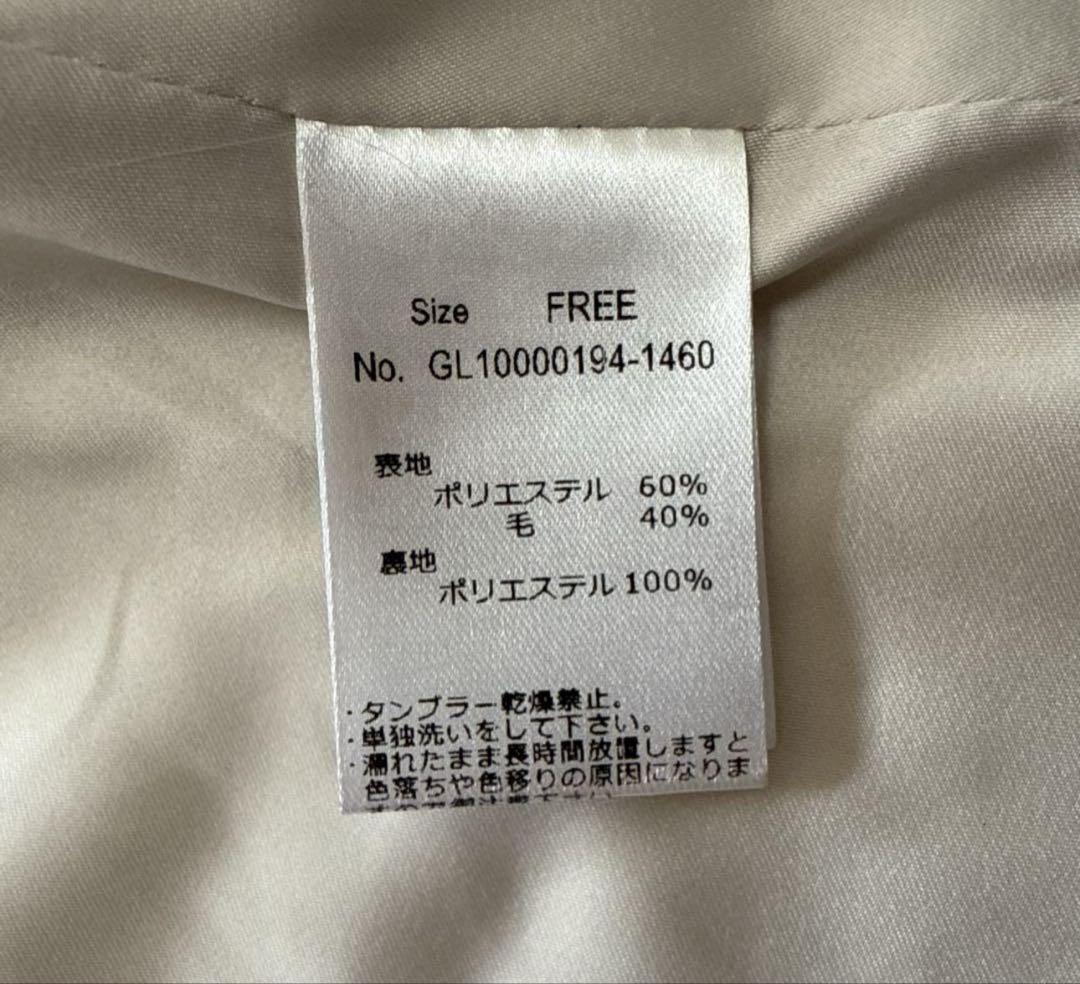 Size FREE
No. GL10000194-1460
表地
ポリエステル 60%
毛 40%
裏地
ポリエステル 100%
・タンブラー乾燥禁止。
・単独洗いをして下さい。
・濡れたまま長時間放置しますと
色落ちや色移りの原因になりま